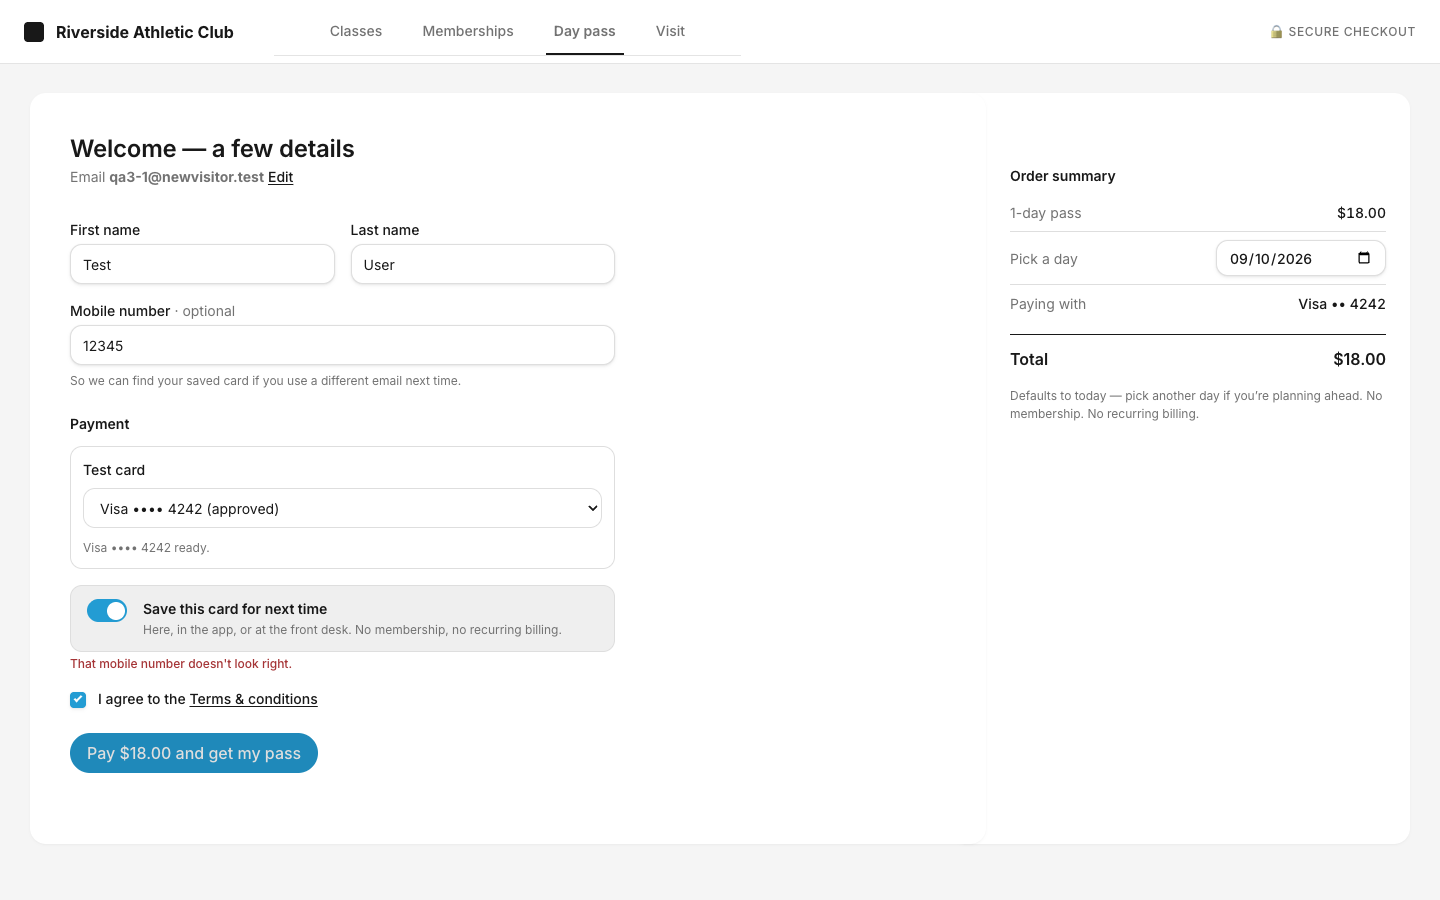 Riverside Athletic Club
Classes
Memberships
Day pass
Visit
SECURE CHECKOUT
Welcome — a few details
Email qa3-1@newvisitor.test Edit
First name
Last name
Test
User
Mobile number · optional
12345
So we can find your saved card if you use a different email next time.
Payment
Test card
Visa •••• 4242 (approved)
Visa •••• 4242 ready.
Save this card for next time
Here, in the app, or at the front desk. No membership, no recurring billing.
That mobile number doesn't look right.
I agree to the Terms & conditions
Pay $18.00 and get my pass
Order summary
1-day pass $18.00
Pick a day 09/10/2026
Paying with Visa •• 4242
Total $18.00
Defaults to today — pick another day if you’re planning ahead. No
membership. No recurring billing.